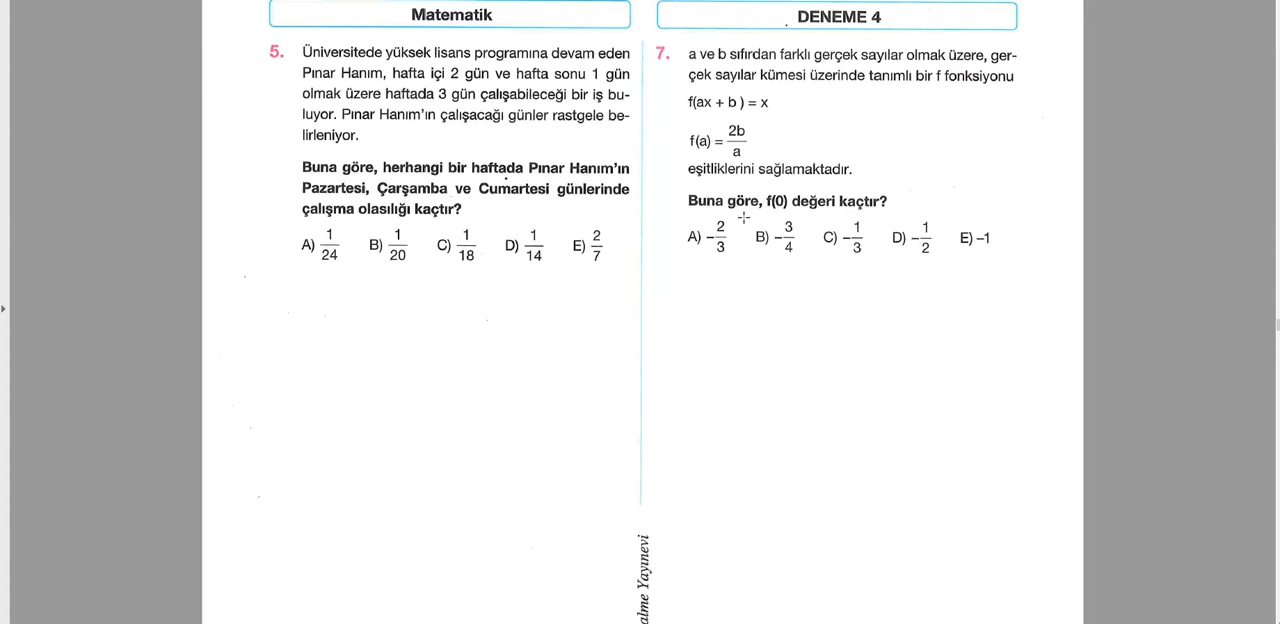 Matematik
5. Üniversitede yüksek lisans programına devam eden
Pınar Hanım, hafta içi 2 gün ve hafta sonu 1 gün
olmak üzere haftada 3 gün çalışabileceği bir iş bu-
luyor. Pınar Hanım'ın çalışacağı günler rastgele be-
lirleniyor.
Buna göre, herhangi bir haftada Pınar Hanım'ın
Pazartesi, Çarşamba ve Cumartesi günlerinde
çalışma olasılığı kaçtır?
A) 1/24 B) 1/20 C) 1/18 D) 1/14 E) 2/7
DENEME 4
7. a ve b sıfırdan farklı gerçek sayılar olmak üzere, ger-
çek sayılar kümesi üzerinde tanımlı bir f fonksiyonu
f(ax + b) = x
f(a) = 2b/a
eşitliklerini sağlamaktadır.
Buna göre, f(0) değeri kaçtır?
A) -2/3 B) -3/4 C) -1/3 D) -1/2 E) -1
Yayınevi